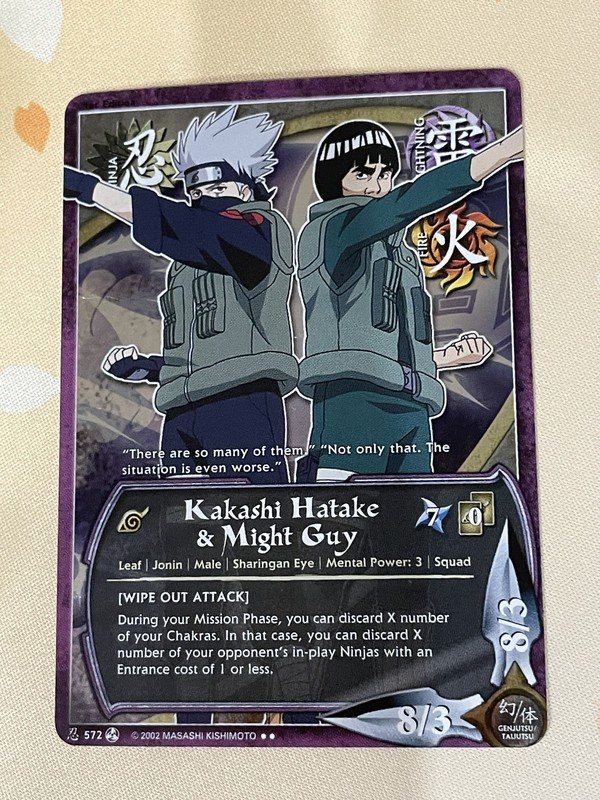 1st Edition
忍
NINJA
雷
LIGHTNING
火
FIRE
“There are so many of them.” “Not only that. The
situation is even worse.”
Kakashi Hatake
& Might Guy
7
0
Leaf | Jonin | Male | Sharingan Eye | Mental Power: 3 | Squad
[WIPE OUT ATTACK]
During your Mission Phase, you can discard X number
of your Chakras. In that case, you can discard X
number of your opponent's in-play Ninjas with an
Entrance cost of 1 or less.
8/3
8/3
幻/体
GENJUTSU/
TAIJUTSU
忍 572
© 2002 MASASHI KISHIMOTO